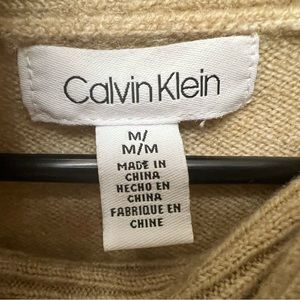 Calvin Klein
M/
M/M
MADE IN
CHINA
HECHO EN
CHINA
FABRIQUE EN
CHINE